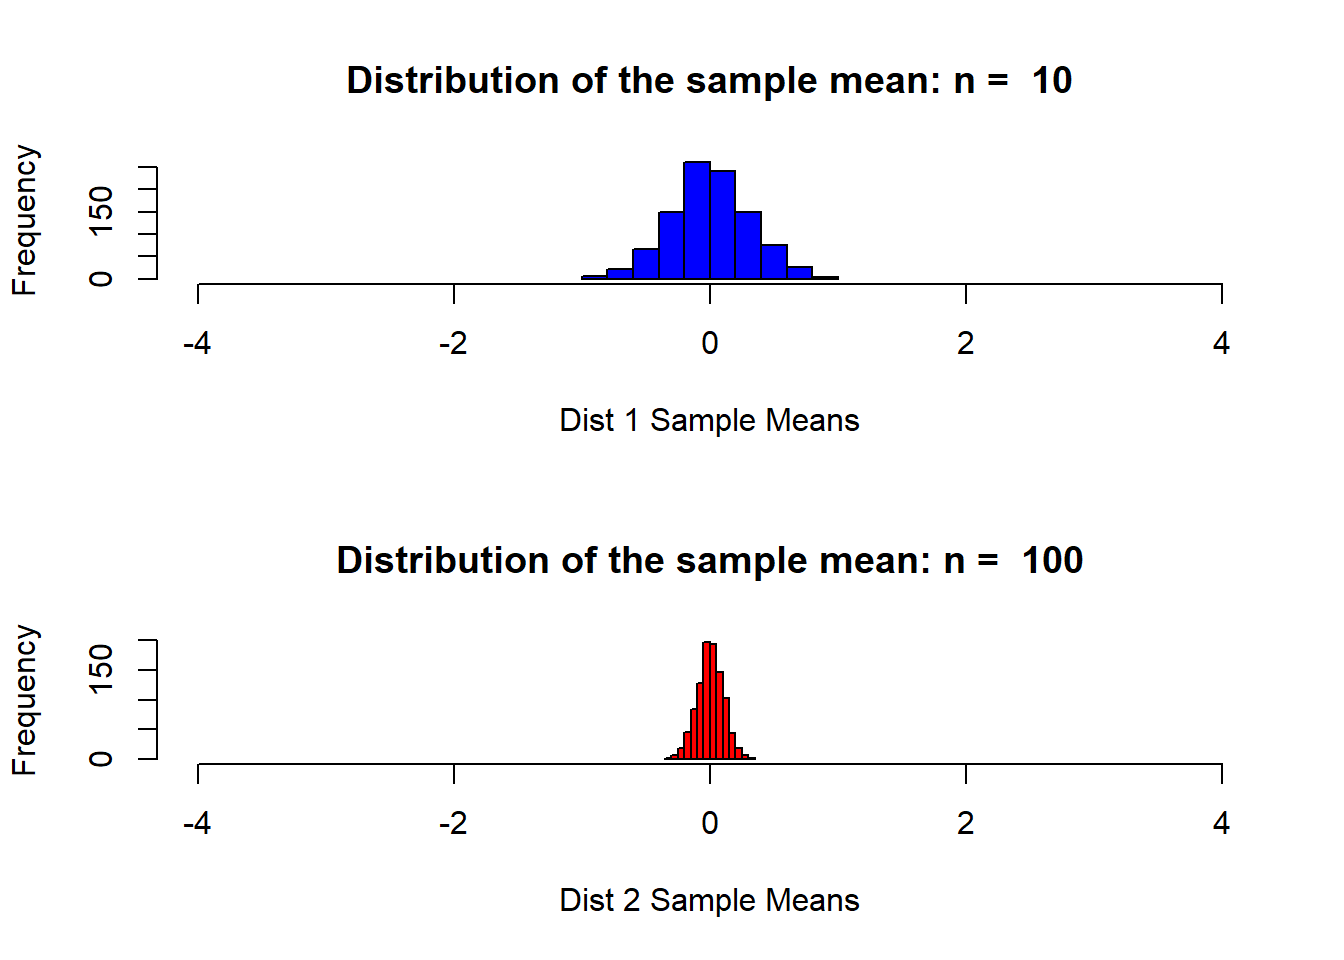 Distribution of the sample mean: n =  10
Frequency
150
0
-4 -2 0 2 4
Dist 1 Sample Means
Distribution of the sample mean: n =  100
Frequency
150
0
-4 -2 0 2 4
Dist 2 Sample Means